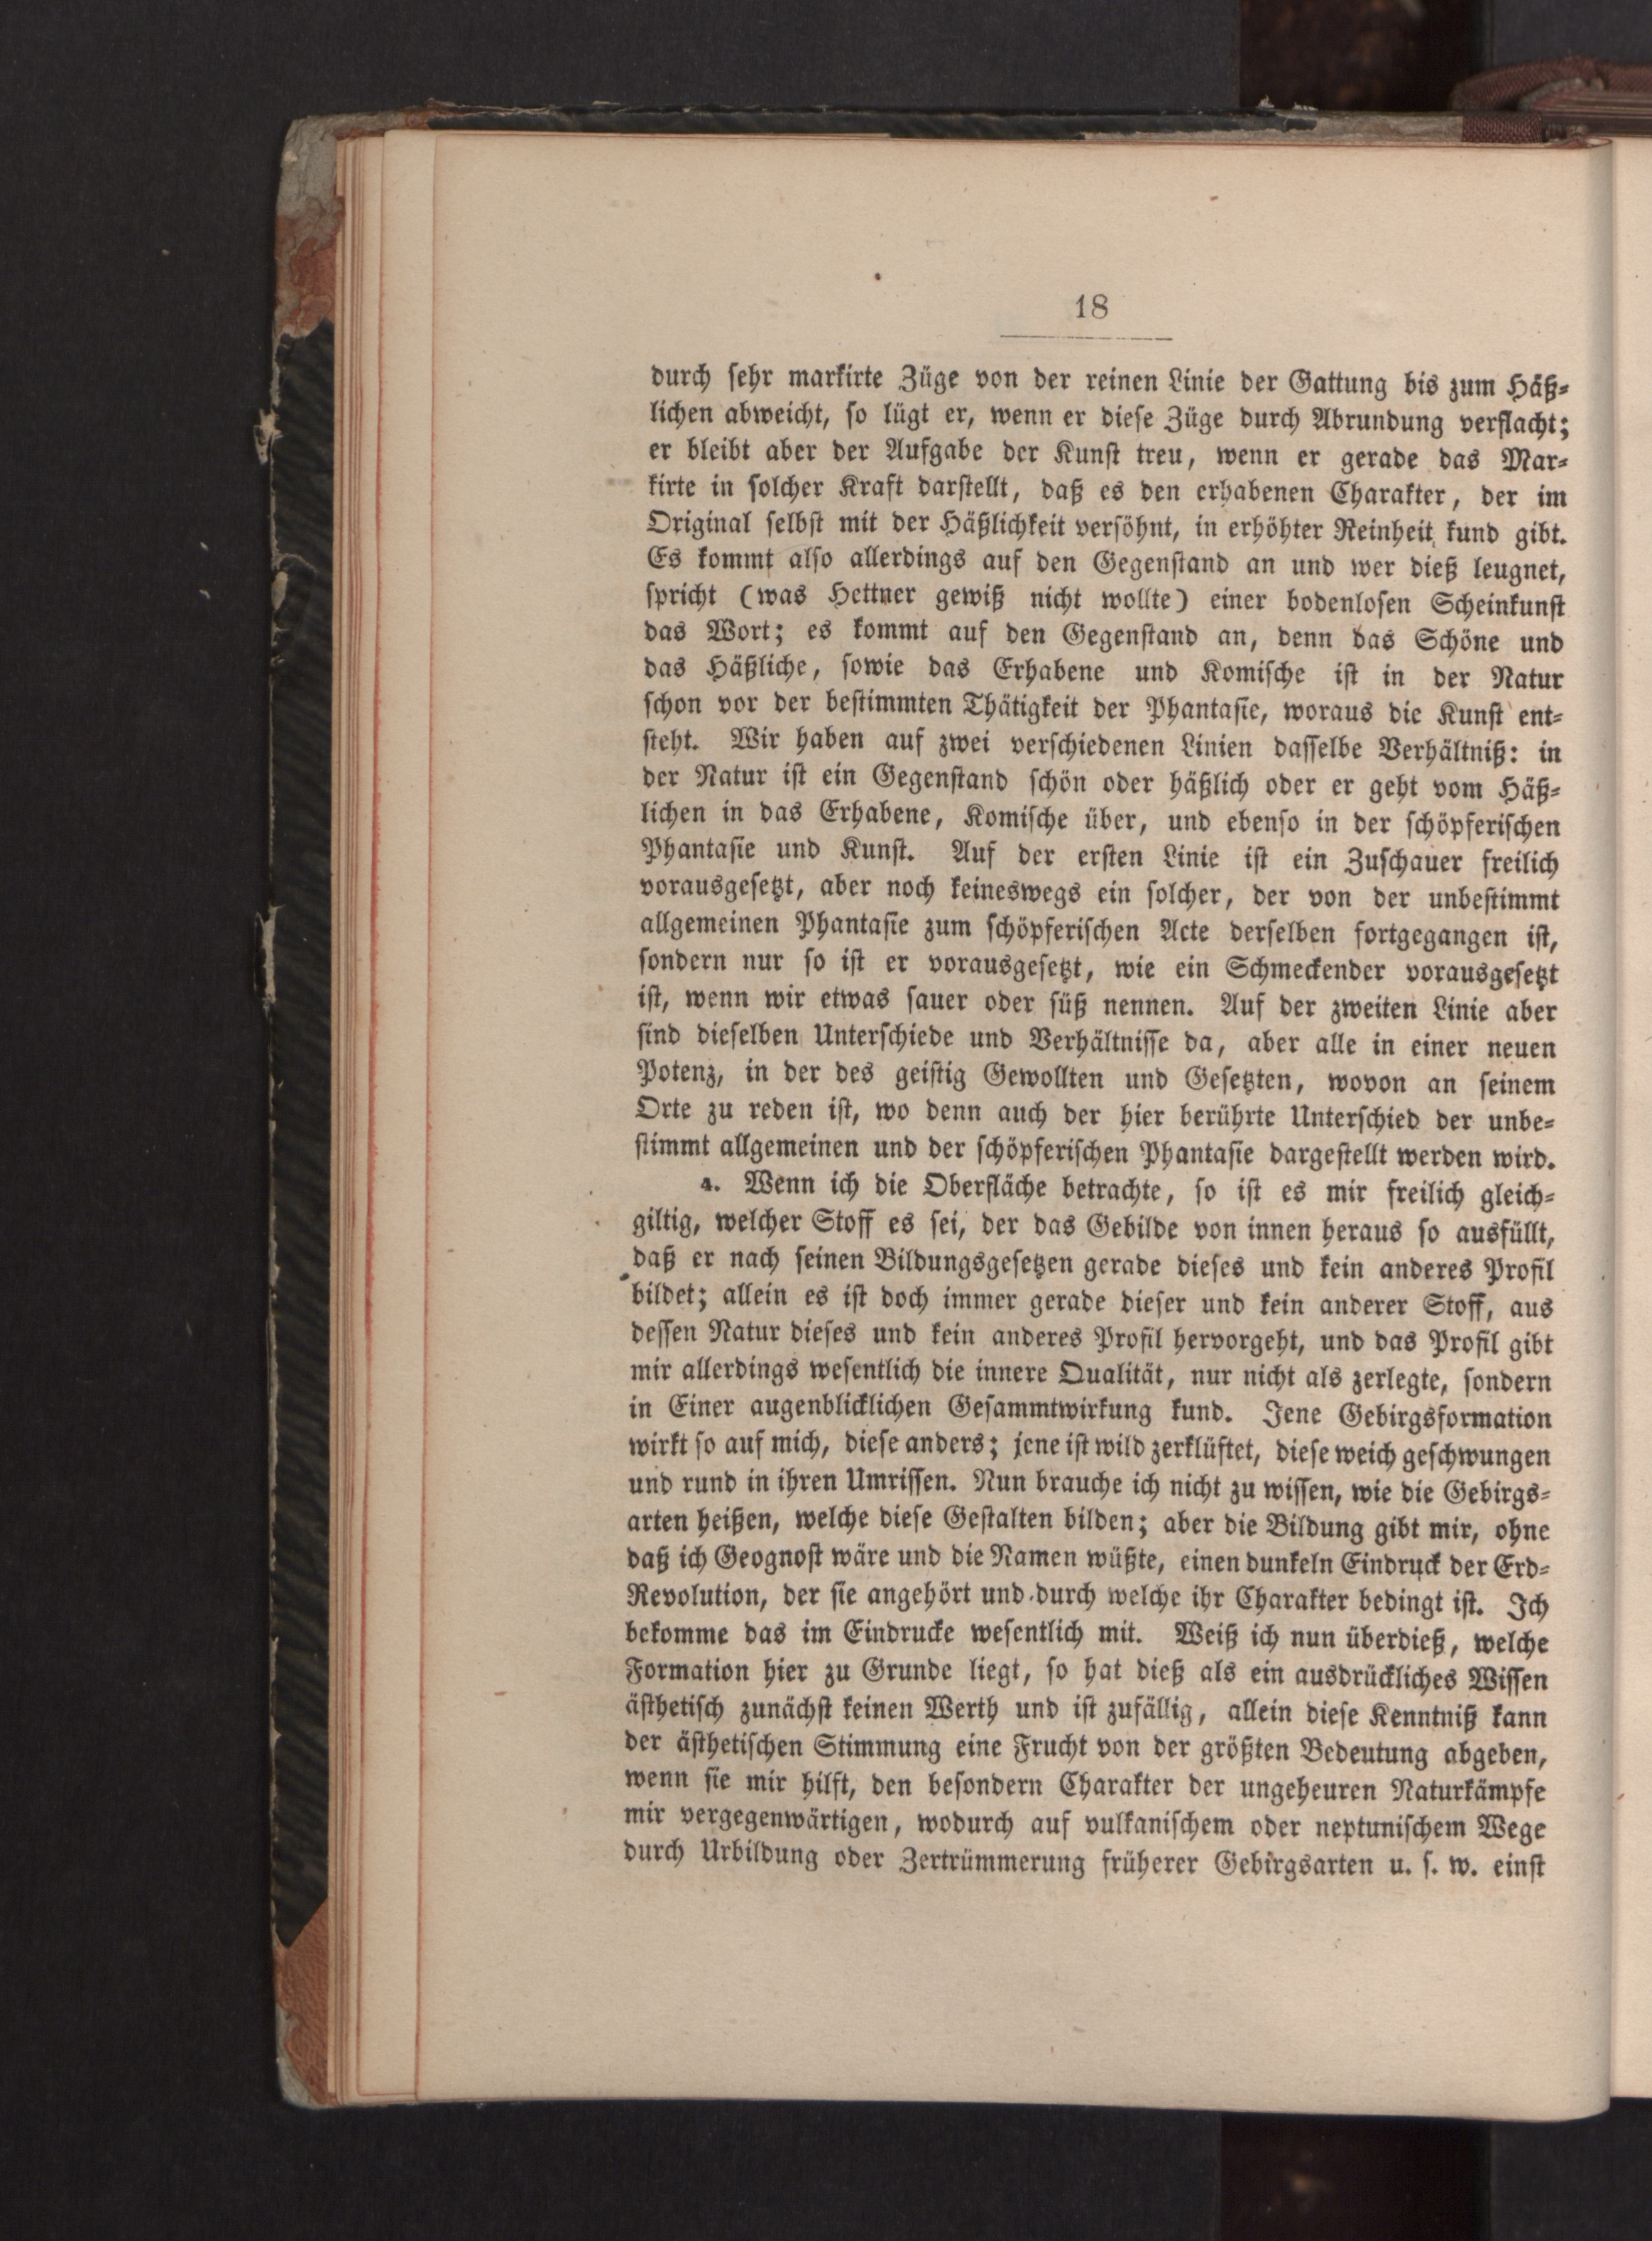 18
durch sehr markirte Züge von der reinen Linie der Gattung bis zum Häß-
lichen abweicht, so lügt er, wenn er diese Züge durch Abrundung verflacht;
er bleibt aber der Aufgabe der Kunst treu, wenn er gerade das Mar-
kirte in solcher Kraft darstellt, daß es den erhabenen Charakter, der im
Original selbst mit der Häßlichkeit versöhnt, in erhöhter Reinheit kund gibt.
Es kommt also allerdings auf den Gegenstand an und wer dieß leugnet,
spricht (was Hettner gewiß nicht wollte) einer bodenlosen Scheinkunst
das Wort; es kommt auf den Gegenstand an, denn das Schöne und
das Häßliche, sowie das Erhabene und Komische ist in der Natur
schon vor der bestimmten Thätigkeit der Phantasie, woraus die Kunst ent-
steht. Wir haben auf zwei verschiedenen Linien dasselbe Verhältniß: in
der Natur ist ein Gegenstand schön oder häßlich oder er geht vom Häß-
lichen in das Erhabene, Komische über, und ebenso in der schöpferischen
Phantasie und Kunst. Auf der ersten Linie ist ein Zuschauer freilich
vorausgesetzt, aber noch keineswegs ein solcher, der von der unbestimmt
allgemeinen Phantasie zum schöpferischen Acte derselben fortgegangen ist,
sondern nur so ist er vorausgesetzt, wie ein Schmeckender vorausgesetzt
ist, wenn wir etwas sauer oder süß nennen. Auf der zweiten Linie aber
sind dieselben Unterschiede und Verhältnisse da, aber alle in einer neuen
Potenz, in der des geistig Gewollten und Gesetzten, wovon an seinem
Orte zu reden ist, wo denn auch der hier berührte Unterschied der unbe-
stimmt allgemeinen und der schöpferischen Phantasie dargestellt werden wird.
4. Wenn ich die Oberfläche betrachte, so ist es mir freilich gleich-
giltig, welcher Stoff es sei, der das Gebilde von innen heraus so ausfüllt,
daß er nach seinen Bildungsgesetzen gerade dieses und kein anderes Profil
bildet; allein es ist doch immer gerade dieser und kein anderer Stoff, aus
dessen Natur dieses und kein anderes Profil hervorgeht, und das Profil gibt
mir allerdings wesentlich die innere Qualität, nur nicht als zerlegte, sondern
in Einer augenblicklichen Gesammtwirkung kund. Jene Gebirgsformation
wirkt so auf mich, diese anders; jene ist wild zerklüftet, diese weich geschwungen
und rund in ihren Umrissen. Nun brauche ich nicht zu wissen, wie die Gebirgs-
arten heißen, welche diese Gestalten bilden; aber die Bildung gibt mir, ohne
daß ich Geognost wäre und die Namen wüßte, einen dunkeln Eindruck der Erd-
Revolution, der sie angehört und durch welche ihr Charakter bedingt ist. Ich
bekomme das im Eindrucke wesentlich mit. Weiß ich nun überdieß, welche
Formation hier zu Grunde liegt, so hat dieß als ein ausdrückliches Wissen
ästhetisch zunächst keinen Werth und ist zufällig, allein diese Kenntniß kann
der ästhetischen Stimmung eine Frucht von der größten Bedeutung abgeben,
wenn sie mir hilft, den besondern Charakter der ungeheuren Naturkämpfe
mir vergegenwärtigen, wodurch auf vulkanischem oder neptunischem Wege
durch Urbildung oder Zertrümmerung früherer Gebirgsarten u. s. w. einst